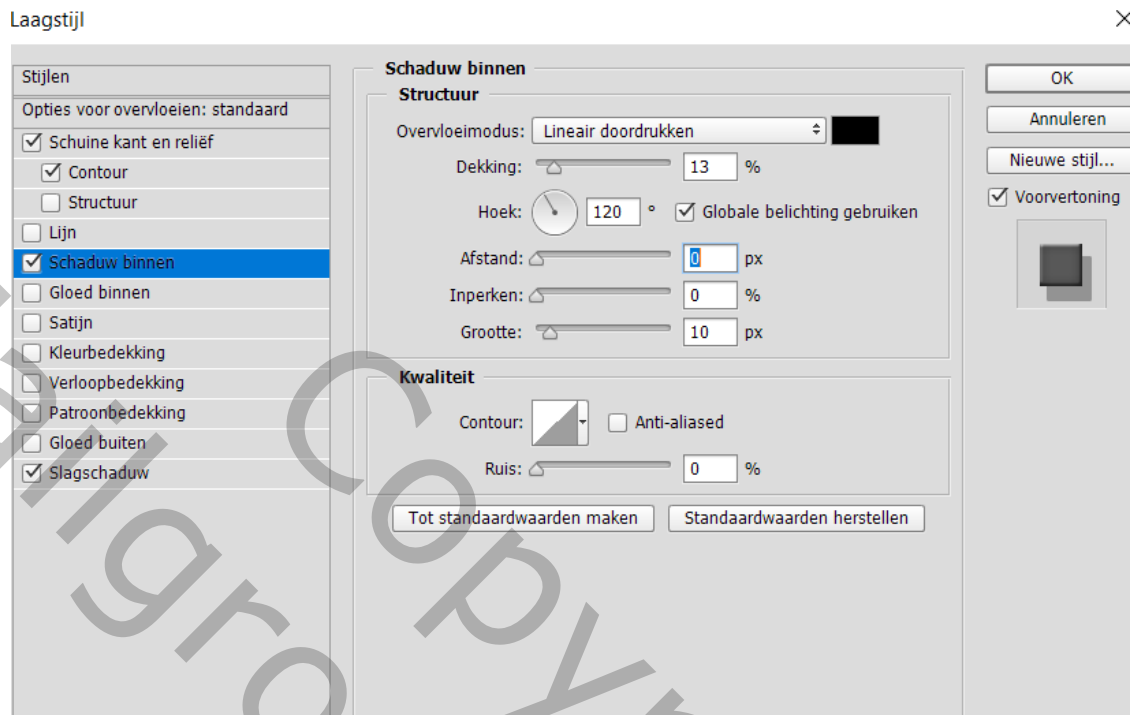 Laagstijl
Stijlen
Opties voor overvloeien: standaard
Schuine kant en reliëf
Contour
Structuur
Lijn
Schaduw binnen
Gloed binnen
Satijn
Kleurbedekking
Verloopbedekking
Patroonbedekking
Gloed buiten
Slagschaduw
Schaduw binnen
Structuur
Overvloeimodus: Lineair doordrukken
Dekking: 13 %
Hoek: 120 ° Globale belichting gebruiken
Afstand: 0 px
Inperken: 0 %
Grootte: 10 px
Kwaliteit
Contour: Anti-aliased
Ruis: 0 %
Tot standaardwaarden maken Standaardwaarden herstellen
OK
Annuleren
Nieuwe stijl...
Voorvertoning